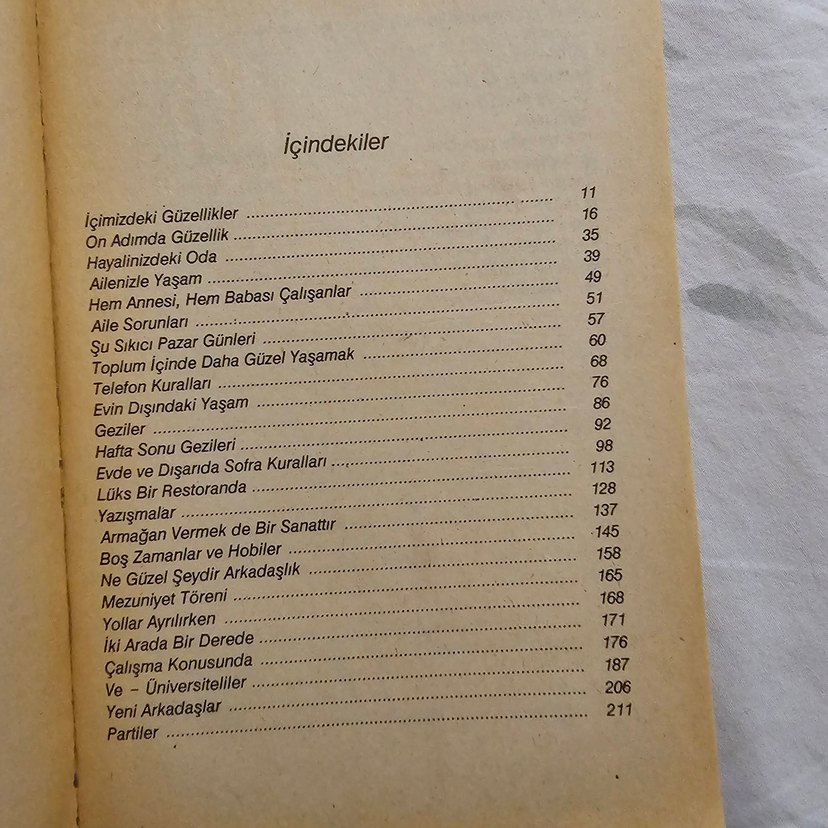 İçindekiler
İçimizdeki Güzellikler ........ 11
On Adımda Güzellik ........ 16
Hayalinizdeki Oda ........ 35
Ailenizle Yaşam ........ 39
Hem Annesi, Hem Babası Çalışanlar ........ 49
Aile Sorunları ........ 51
Şu Sıkıcı Pazar Günleri ........ 57
Toplum İçinde Daha Güzel Yaşamak ........ 60
Telefon Kuralları ........ 68
Evin Dışındaki Yaşam ........ 76
Geziler ........ 86
Hafta Sonu Gezileri ........ 92
Evde ve Dışarıda Sofra Kuralları ........ 98
Lüks Bir Restoranda ........ 113
Yazışmalar ........ 128
Armağan Vermek de Bir Sanattır ........ 137
Boş Zamanlar ve Hobiler ........ 145
Ne Güzel Şeydir Arkadaşlık ........ 158
Mezuniyet Töreni ........ 165
Yollar Ayrılırken ........ 168
İki Arada Bir Derede ........ 171
Çalışma Konusunda ........ 176
Ve – Üniversiteliler ........ 187
Yeni Arkadaşlar ........ 206
Partiler ........ 211